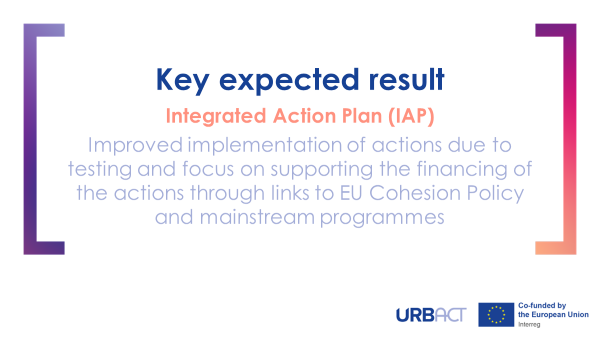 Key expected result
Integrated Action Plan (IAP)
Improved implementation of actions due to
testing and focus on supporting the financing of
the actions through links to EU Cohesion Policy
and mainstream programmes
URBACT
Co-funded by
the European Union
Interreg